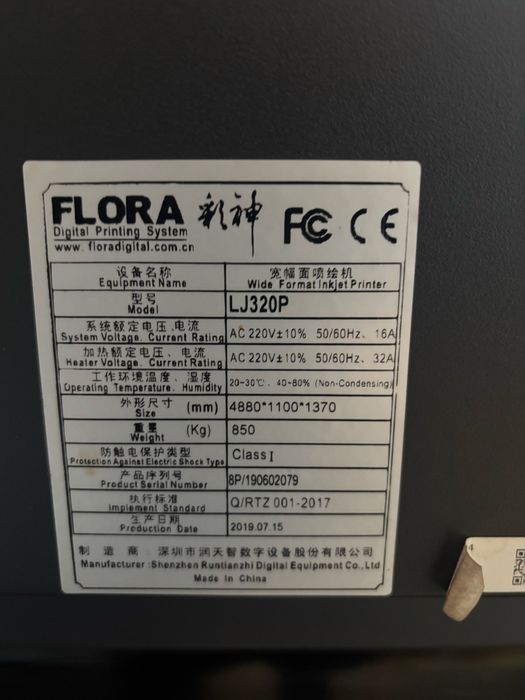 FLORA 彩神 FC CE
Digital Printing System
www.floradigital.com.cn
设备名称 宽幅面喷绘机
Equipment Name Wide Format Inkjet Printer
型号 LJ320P
Model
系统额定电压、电流 AC 220V±10% 50/60Hz、16A
System Voltage、Current Rating
加热额定电压、电流 AC 220V±10% 50/60Hz、32A
Heater Voltage、Current Rating
工作环境温度、湿度 20-30℃、40-80% (Non-Condensing)
Operating Temperature、Humidity
外形尺寸 (mm) 4880*1100*1370
Size
重量 (Kg) 850
Weight
防触电保护类型 Class I
Protection Against Electric Shock Type
产品序列号 8P/190602079
Product Serial Number
执行标准 Q/RTZ 001-2017
Implement Standard
生产日期 2019.07.15
Production Date
制造商:深圳市润天智数字设备股份有限公司
Manufacturer:Shenzhen Runtianzhi Digital Equipment Co.,Ltd
Made in China